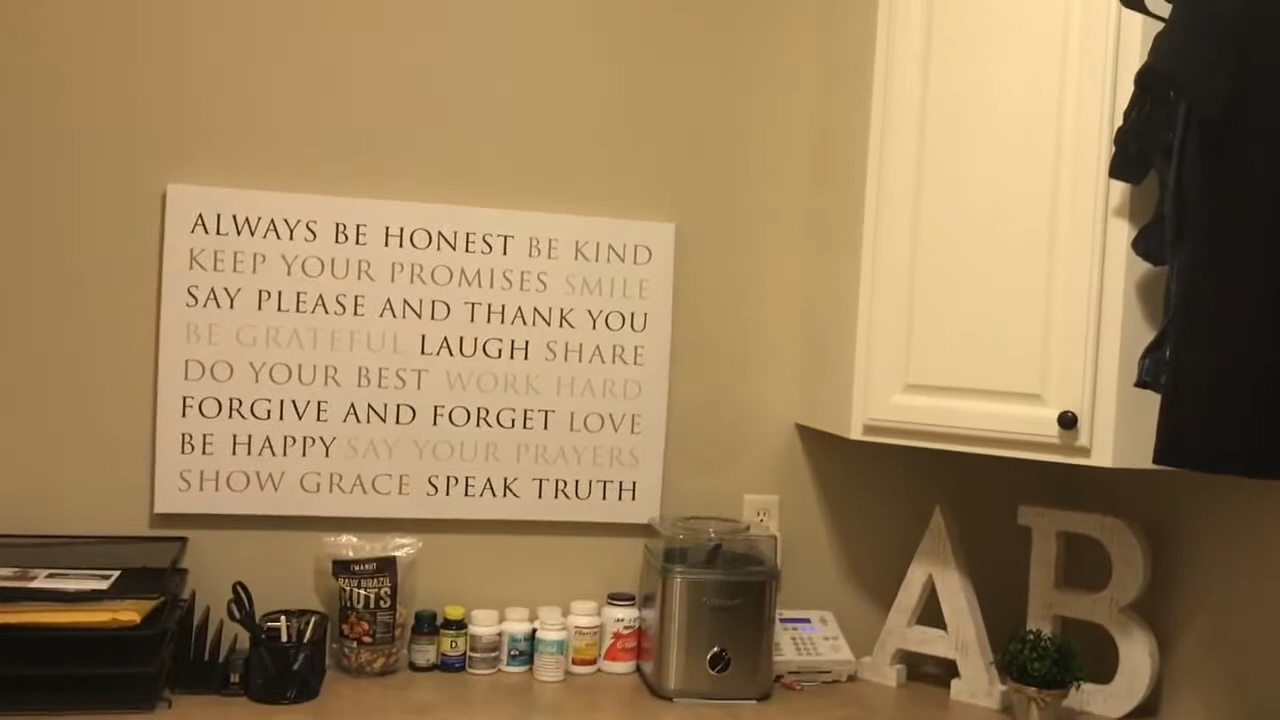 ALWAYS BE HONEST BE KIND
KEEP YOUR PROMISES SMILE
SAY PLEASE AND THANK YOU
BE GRATEFUL LAUGH SHARE
DO YOUR BEST WORK HARD
FORGIVE AND FORGET LOVE
BE HAPPY SAY YOUR PRAYERS
SHOW GRACE SPEAK TRUTH
RAW BRAZIL
NUTS
D
A B